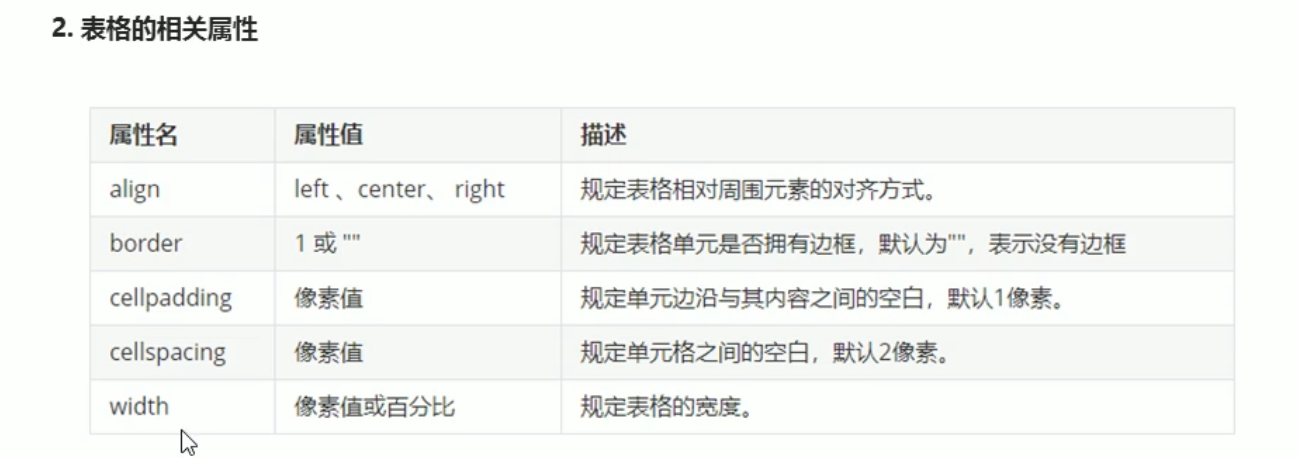 2. 表格的相关属性
属性名 属性值 描述
align left 、center、 right 规定表格相对周围元素的对齐方式。
border 1 或 "" 规定表格单元是否拥有边框，默认为""，表示没有边框
cellpadding 像素值 规定单元边沿与其内容之间的空白，默认1像素。
cellspacing 像素值 规定单元格之间的空白，默认2像素。
width 像素值或百分比 规定表格的宽度。